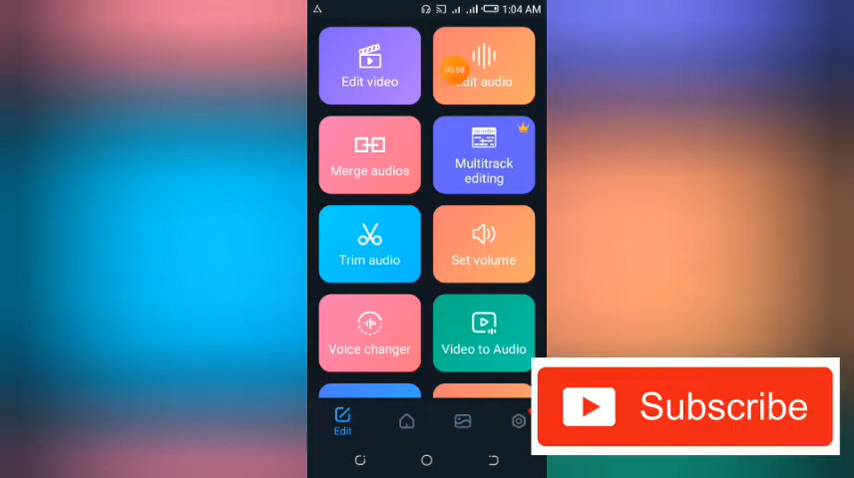 1:04 AM
Edit video
00:58
dit audio
Merge audios
Multitrack
editing
Trim audio
Set volume
Voice changer
Video to Audio
Edit
Subscribe